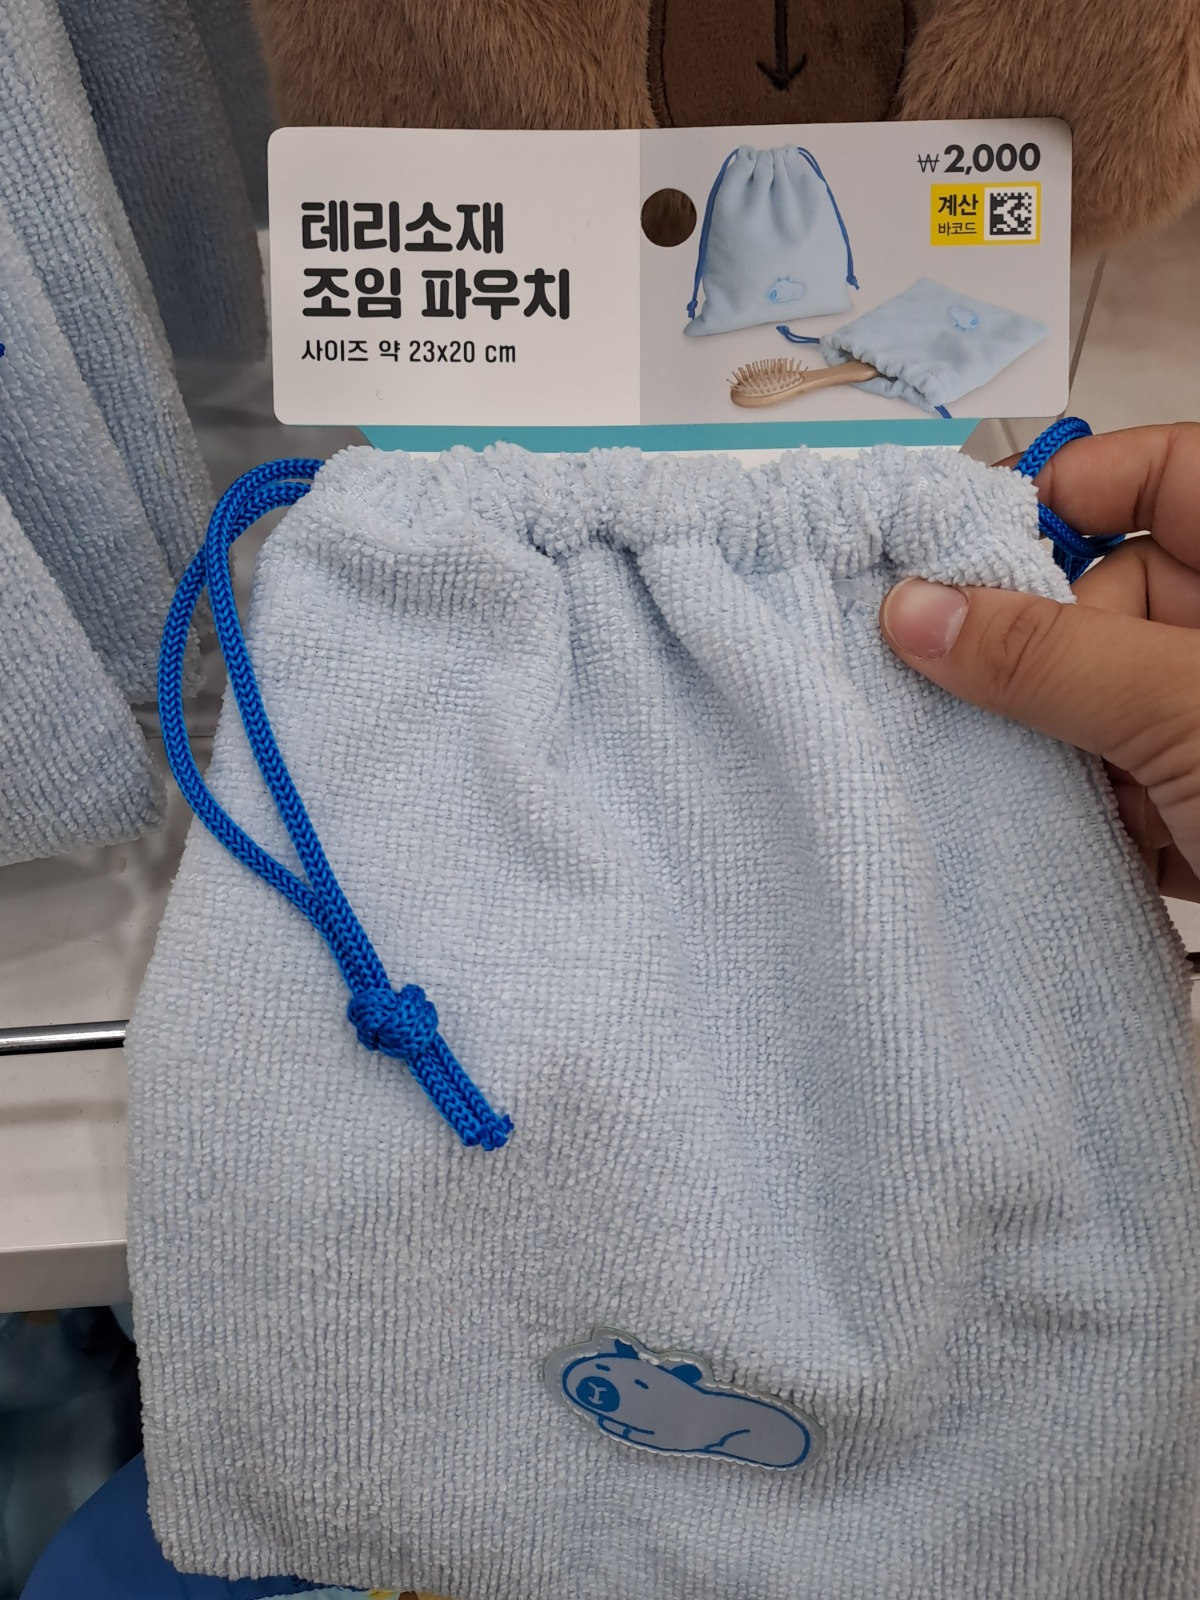 테리소재
조임 파우치
사이즈 약 23x20 cm
₩2,000
계산
바코드